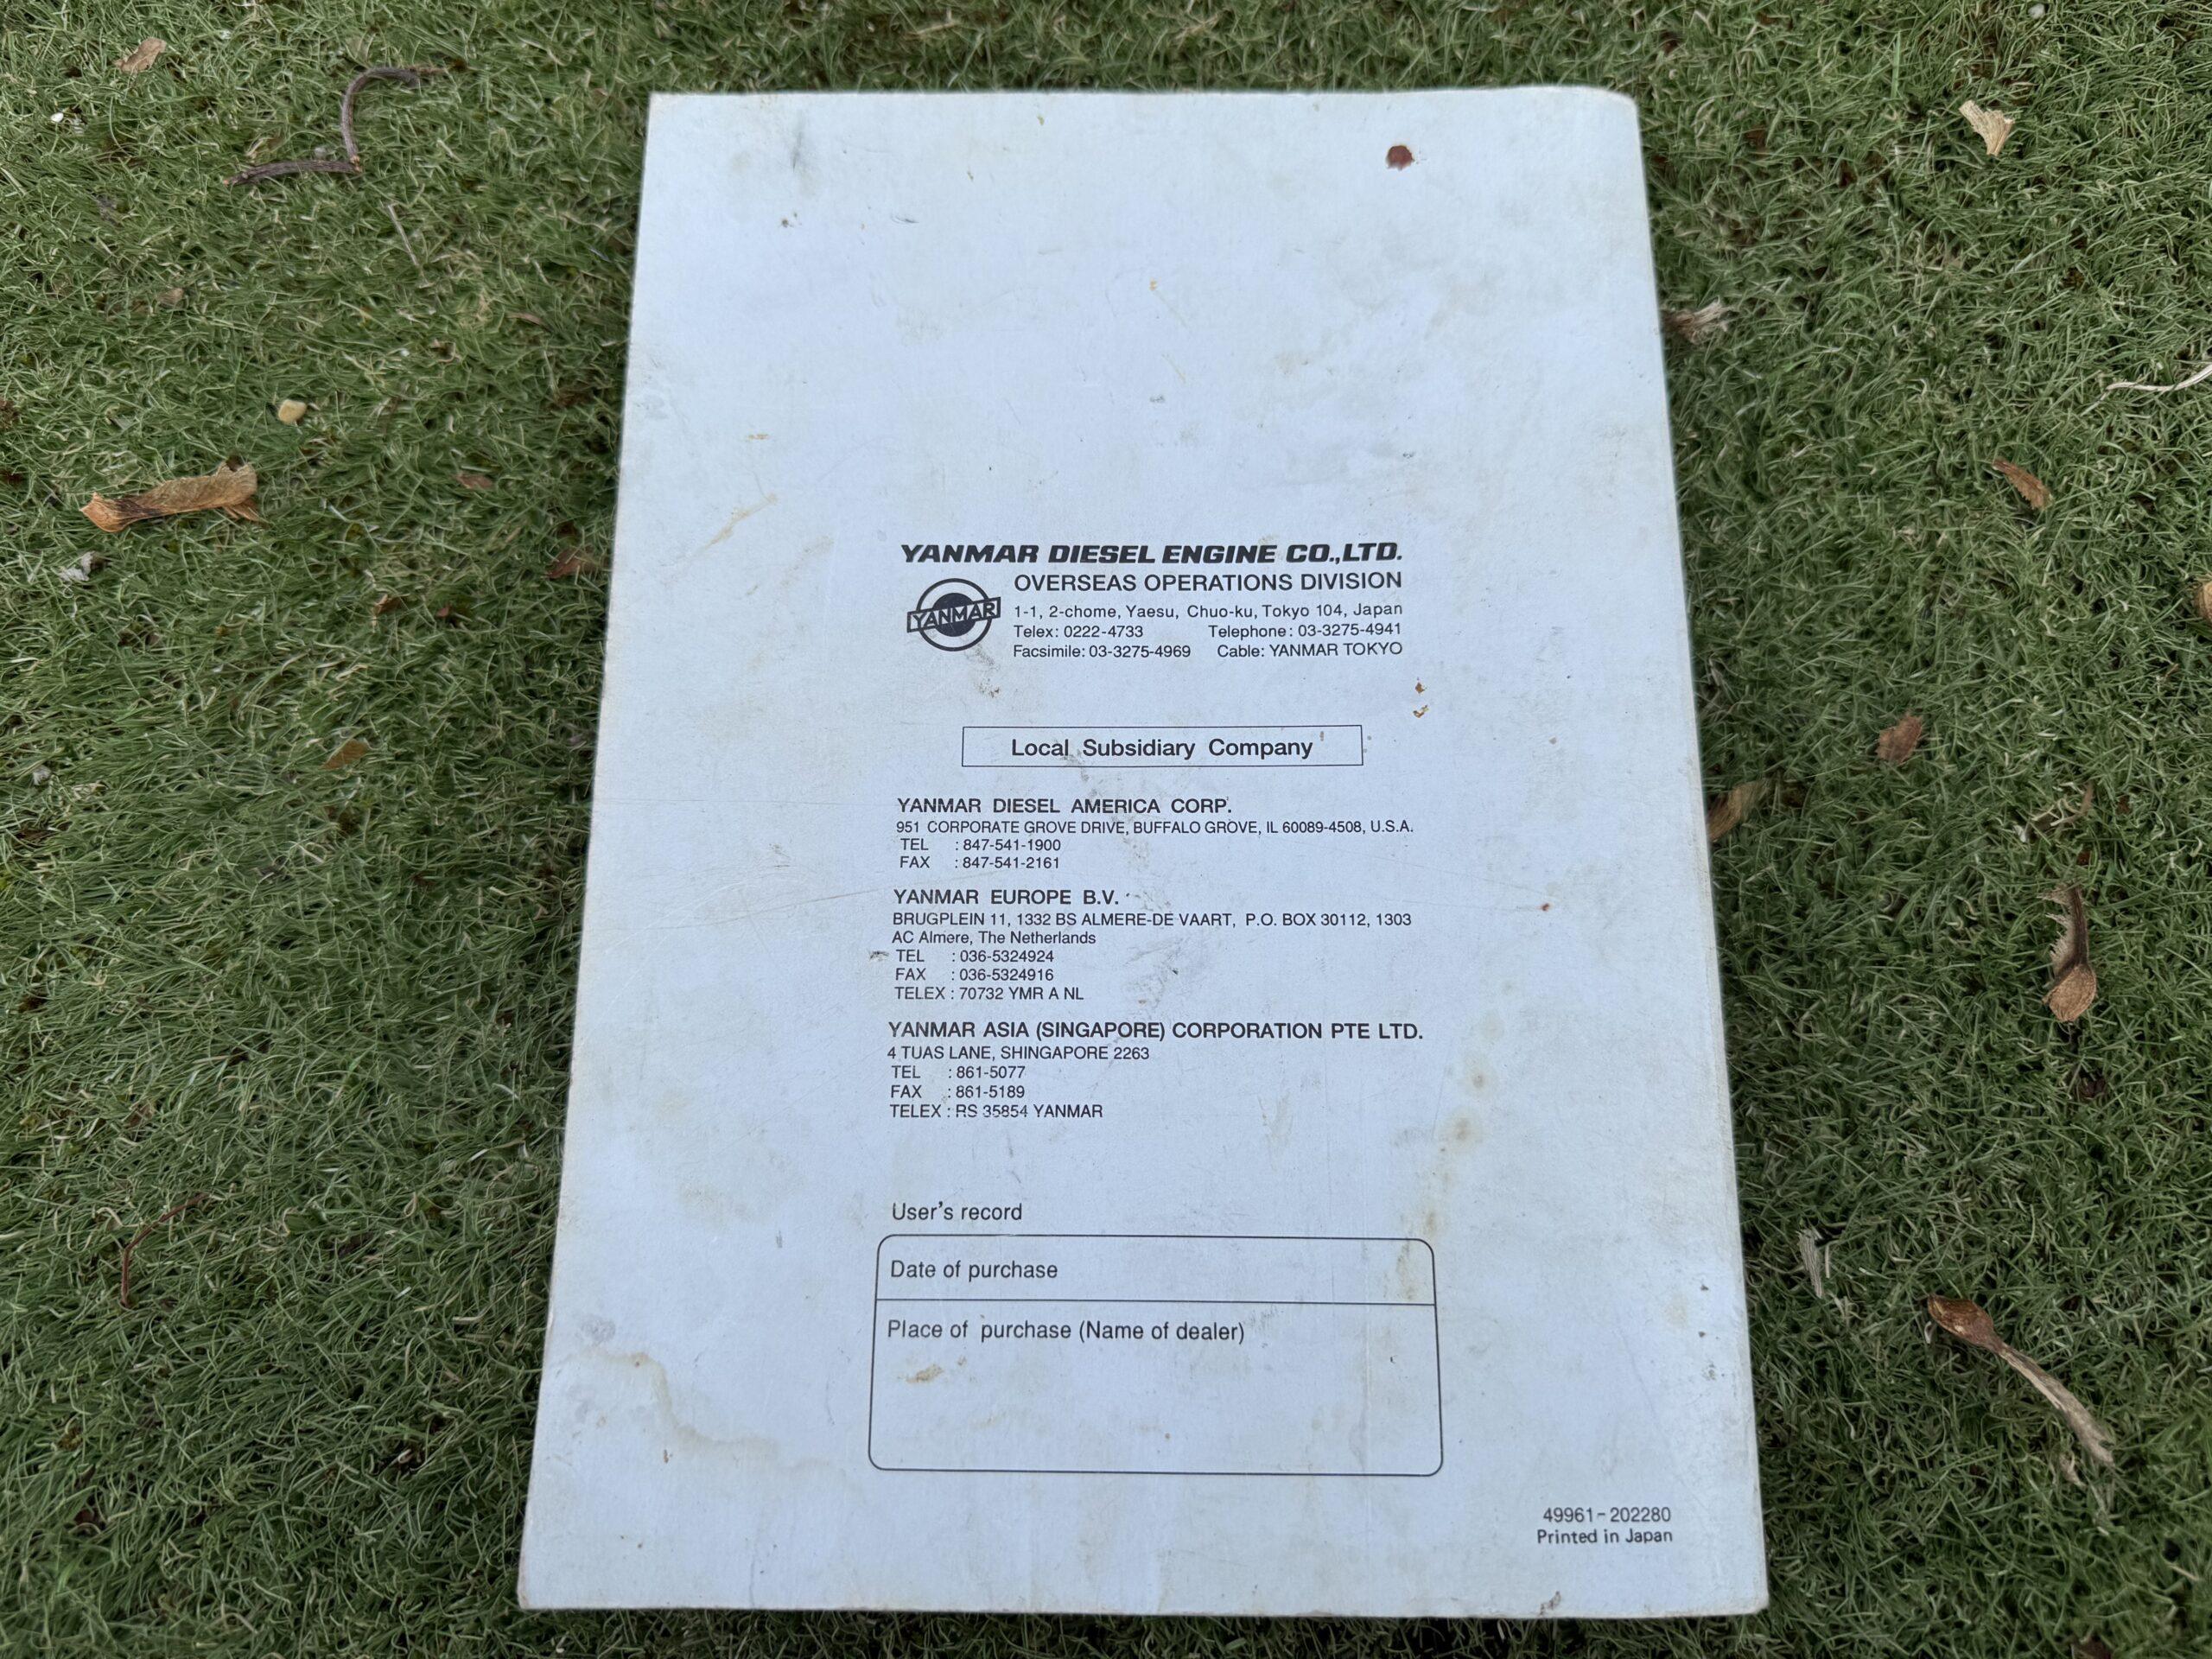 YANMAR DIESEL ENGINE CO.,LTD.
OVERSEAS OPERATIONS DIVISION
YANMAR
1-1, 2-chome, Yaesu, Chuo-ku, Tokyo 104, Japan
Telex: 0222-4733 Telephone: 03-3275-4941
Facsimile: 03-3275-4969 Cable: YANMAR TOKYO
Local Subsidiary Company
YANMAR DIESEL AMERICA CORP.
951 CORPORATE GROVE DRIVE, BUFFALO GROVE, IL 60089-4508, U.S.A.
TEL : 847-541-1900
FAX : 847-541-2161
YANMAR EUROPE B.V.
BRUGPLEIN 11, 1332 BS ALMERE-DE VAART, P.O. BOX 30112, 1303
AC Almere, The Netherlands
TEL : 036-5324924
FAX : 036-5324916
TELEX : 70732 YMR A NL
YANMAR ASIA (SINGAPORE) CORPORATION PTE LTD.
4 TUAS LANE, SHINGAPORE 2263
TEL : 861-5077
FAX : 861-5189
TELEX : RS 35854 YANMAR
User's record
Date of purchase
Place of purchase (Name of dealer)
49961-202280
Printed in Japan